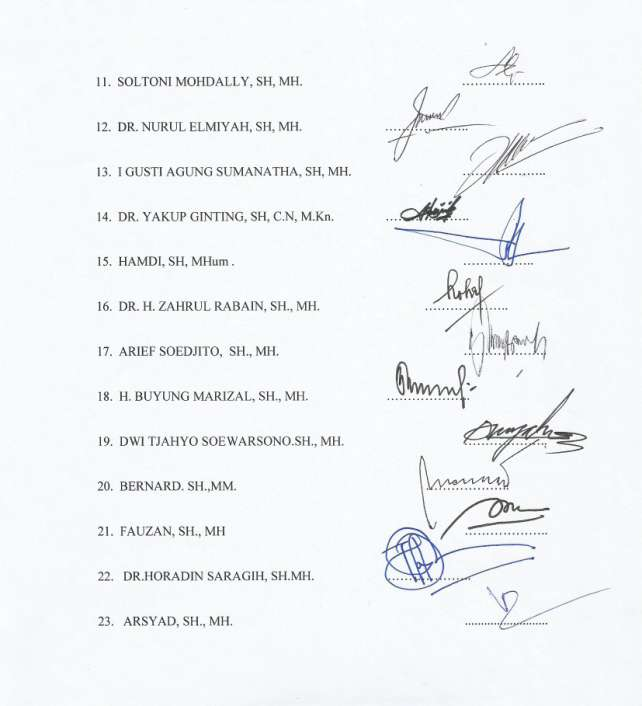 11. SOLTONI MOHDALLY, SH, MH.
12. DR. NURUL ELMIYAH, SH, MH.
13. I GUSTI AGUNG SUMANATHA, SH, MH.
14. DR. YAKUP GINTING, SH, C.N, M.Kn.
15. HAMDI, SH, MHum .
16. DR. H. ZAHRUL RABAIN, SH., MH.
17. ARIEF SOEDJITO, SH., MH.
18. H. BUYUNG MARIZAL, SH., MH.
19. DWI TJAHYO SOEWARSONO.SH., MH.
20. BERNARD. SH.,MM.
21. FAUZAN, SH., MH
22. DR.HORADIN SARAGIH, SH.MH.
23. ARSYAD, SH., MH.